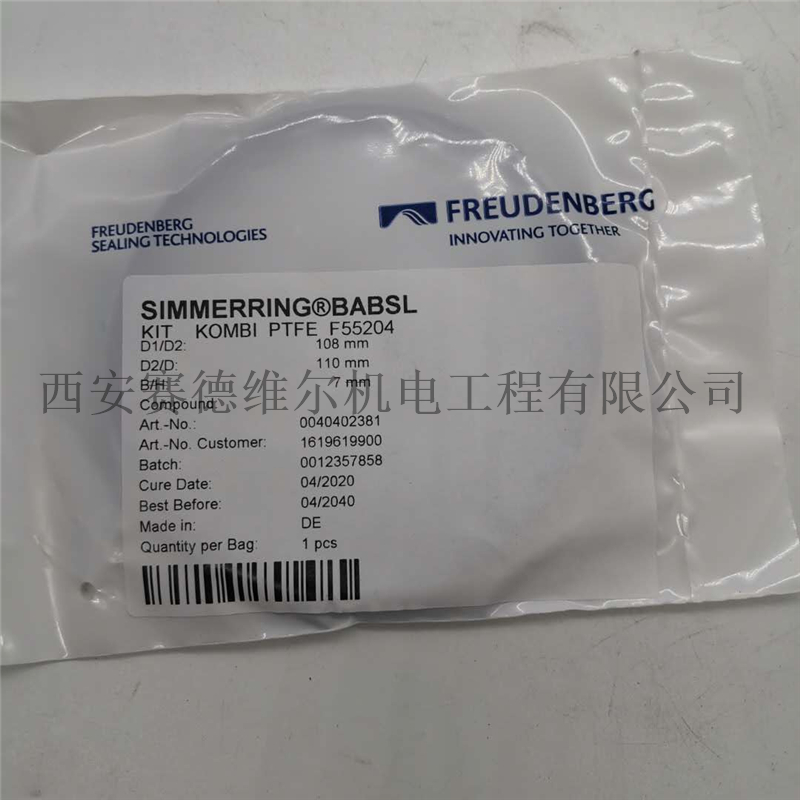 FREUDENBERG
SEALING TECHNOLOGIES
FREUDENBERG
INNOVATING TOGETHER
SIMMERRING®BABSL
KIT KOMBI PTFE F55204
D1/D2: 108 mm
D2/D: 110 mm
B/H: 7 mm
西安赛德维尔机电工程有限公司
Compound:
Art.-No.: 0040402381
Art.-No. Customer: 1619619900
Batch: 0012357858
Cure Date: 04/2020
Best Before: 04/2040
Made in: DE
Quantity per Bag: 1 pcs